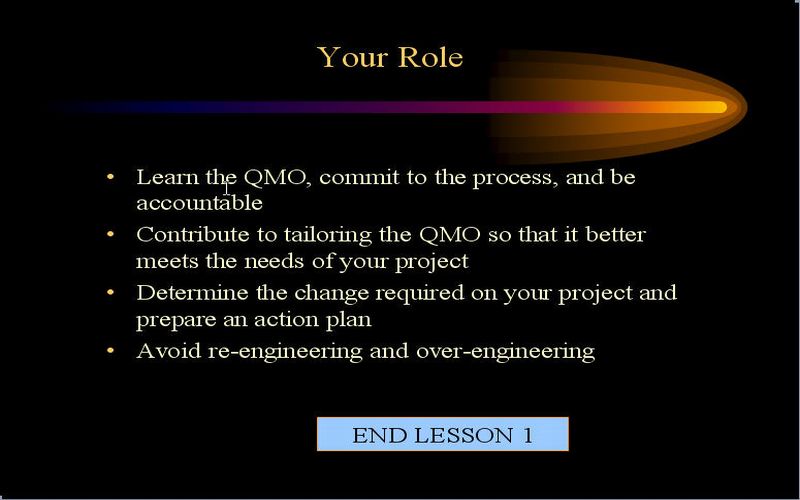 Your Role
• Learn the QMO, commit to the process, and be
accountable
• Contribute to tailoring the QMO so that it better
meets the needs of your project
• Determine the change required on your project and
prepare an action plan
• Avoid re-engineering and over-engineering
END LESSON 1